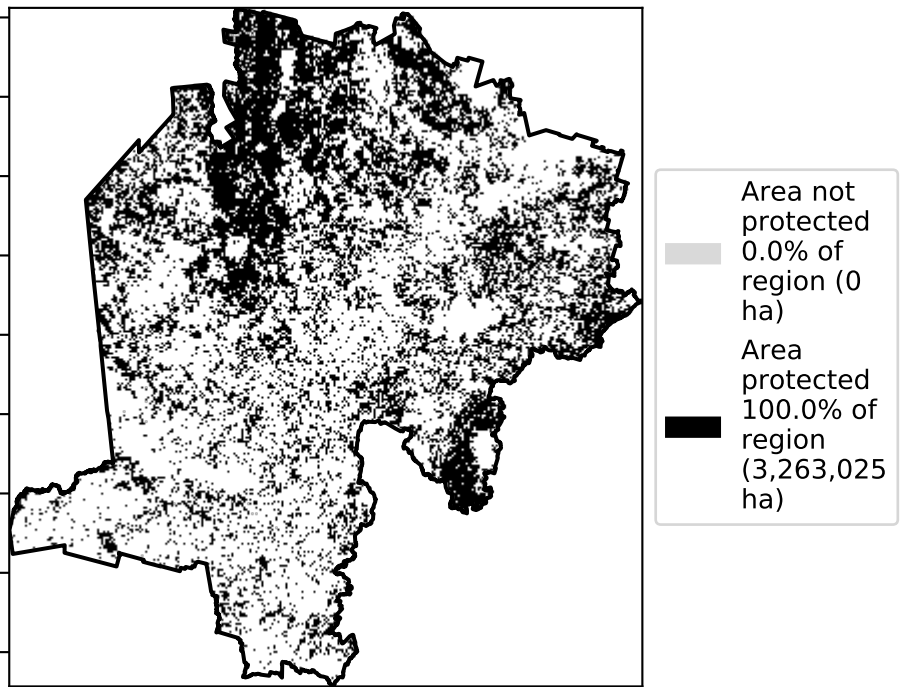 Area not
protected
0.0% of
region (0
ha)
Area
protected
100.0% of
region
(3,263,025
ha)